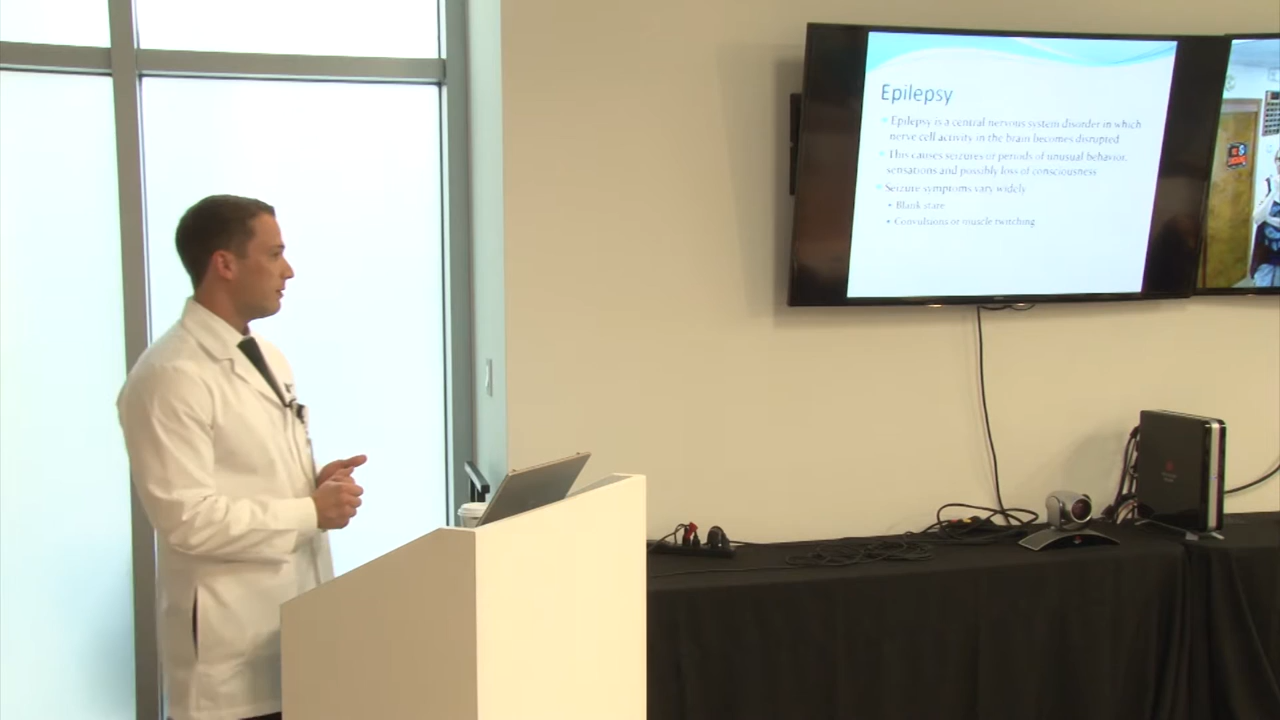 Epilepsy
Epilepsy is a central nervous system disorder in which
nerve cell activity in the brain becomes disrupted
This causes seizures or periods of unusual behavior,
sensations and possibly loss of consciousness
Seizure symptoms vary widely
• Blank stare
• Convulsions or muscle twitching